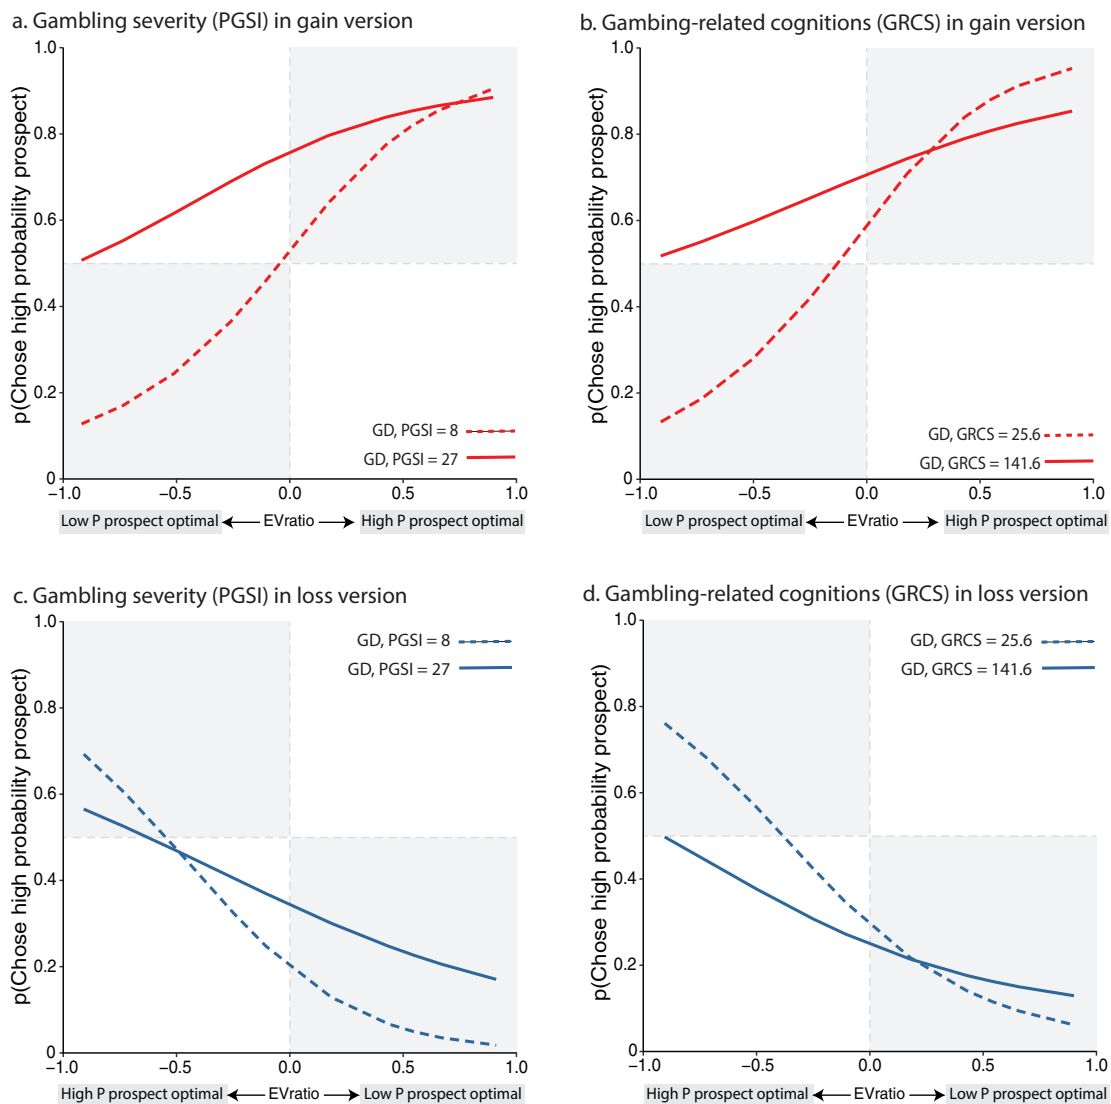 a. Gambling severity (PGSI) in gain version
p(Chose high probability prospect)
1.0
0.8
0.6
0.4
0.2
0
GD, PGSI = 8
GD, PGSI = 27
−1.0 −0.5 0.0 0.5 1.0
Low P prospect optimal EVratio High P prospect optimal
b. Gambing-related cognitions (GRCS) in gain version
p(Chose high probability prospect)
1.0
0.8
0.6
0.4
0.2
0
GD, GRCS = 25.6
GD, GRCS = 141.6
−1.0 −0.5 0.0 0.5 1.0
Low P prospect optimal EVratio High P prospect optimal
c. Gambling severity (PGSI) in loss version
p(Chose high probability prospect)
1.0
0.8
0.6
0.4
0.2
0
GD, PGSI = 8
GD, PGSI = 27
−1.0 −0.5 0.0 0.5 1.0
High P prospect optimal EVratio Low P prospect optimal
d. Gambling-related cognitions (GRCS) in loss version
p(Chose high probability prospect)
1.0
0.8
0.6
0.4
0.2
0
GD, GRCS = 25.6
GD, GRCS = 141.6
−1.0 −0.5 0.0 0.5 1.0
High P prospect optimal EVratio Low P prospect optimal